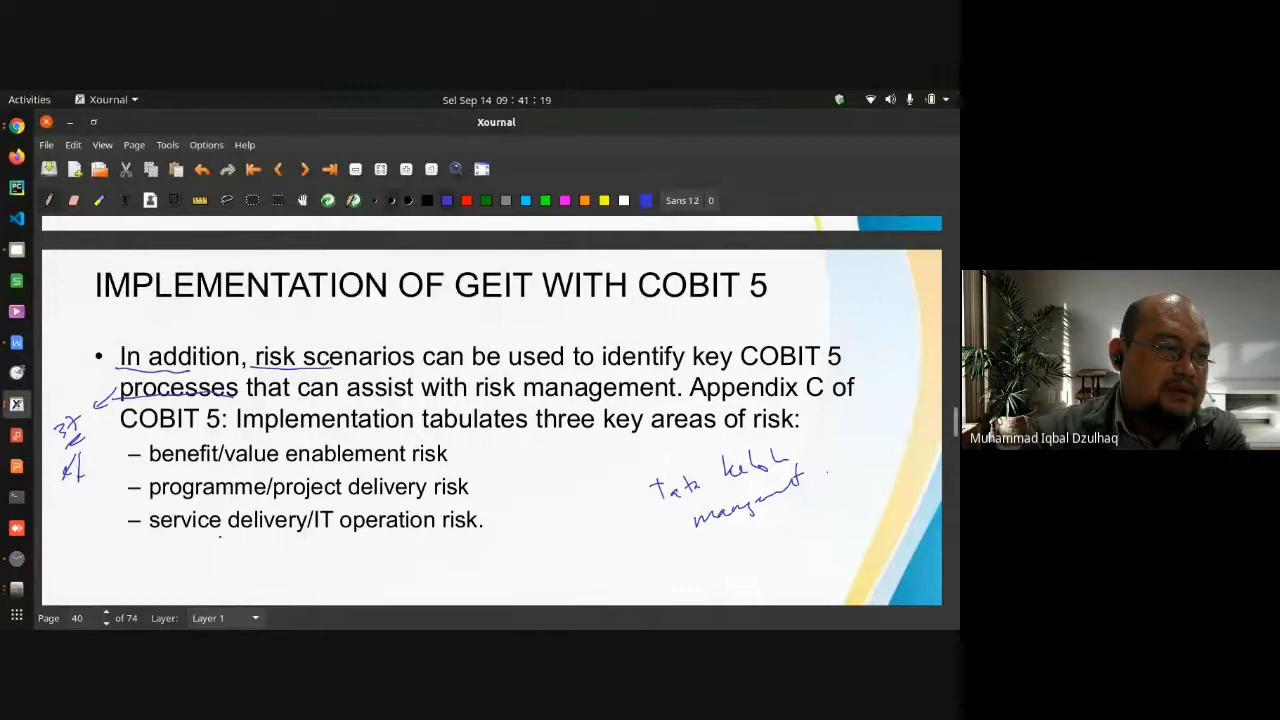 Activities
Xournal
Sel Sep 14 09:41:19
Xournal
File Edit View Page Tools Options Help
Sans 12 0
IMPLEMENTATION OF GEIT WITH COBIT 5
• In addition, risk scenarios can be used to identify key COBIT 5
processes that can assist with risk management. Appendix C of
COBIT 5: Implementation tabulates three key areas of risk:
– benefit/value enablement risk
– programme/project delivery risk
– service delivery/IT operation risk.
Tata kelola
Page 40 of 74 Layer: Layer 1
Muhammad Iqbal Dzulhaq